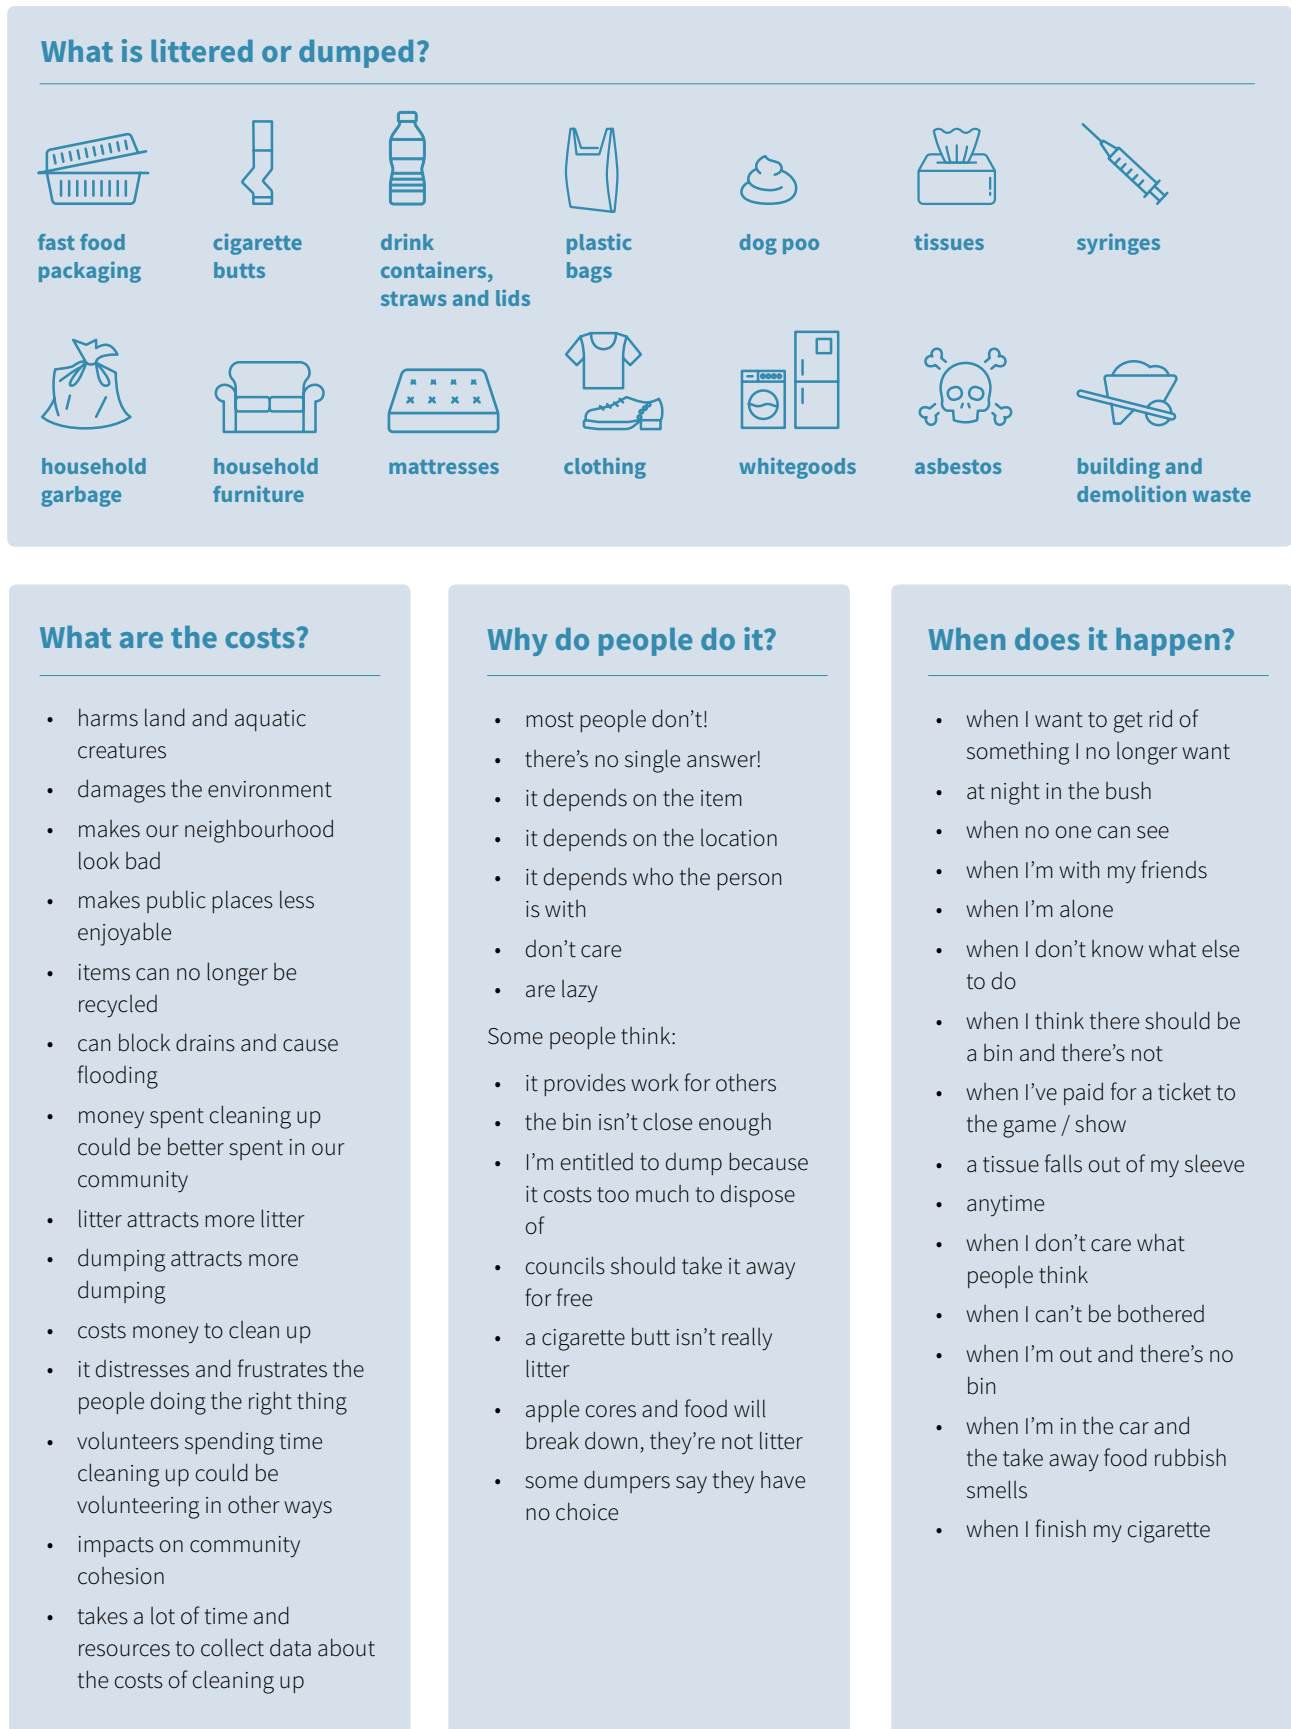 What is littered or dumped?
fast food
packaging
cigarette
butts
drink
containers,
straws and lids
plastic
bags
dog poo
tissues
syringes
household
garbage
household
furniture
mattresses
clothing
whitegoods
asbestos
building and
demolition waste
What are the costs?
• harms land and aquatic
creatures
• damages the environment
• makes our neighbourhood
look bad
• makes public places less
enjoyable
• items can no longer be
recycled
• can block drains and cause
flooding
• money spent cleaning up
could be better spent in our
community
• litter attracts more litter
• dumping attracts more
dumping
• costs money to clean up
• it distresses and frustrates the
people doing the right thing
• volunteers spending time
cleaning up could be
volunteering in other ways
• impacts on community
cohesion
• takes a lot of time and
resources to collect data about
the costs of cleaning up
Why do people do it?
• most people don't!
• there's no single answer!
• it depends on the item
• it depends on the location
• it depends who the person
is with
• don't care
• are lazy
Some people think:
• it provides work for others
• the bin isn't close enough
• I'm entitled to dump because
it costs too much to dispose
of
• councils should take it away
for free
• a cigarette butt isn't really
litter
• apple cores and food will
break down, they're not litter
• some dumpers say they have
no choice
When does it happen?
• when I want to get rid of
something I no longer want
• at night in the bush
• when no one can see
• when I'm with my friends
• when I'm alone
• when I don't know what else
to do
• when I think there should be
a bin and there's not
• when I've paid for a ticket to
the game / show
• a tissue falls out of my sleeve
• anytime
• when I don't care what
people think
• when I can't be bothered
• when I'm out and there's no
bin
• when I'm in the car and
the take away food rubbish
smells
• when I finish my cigarette